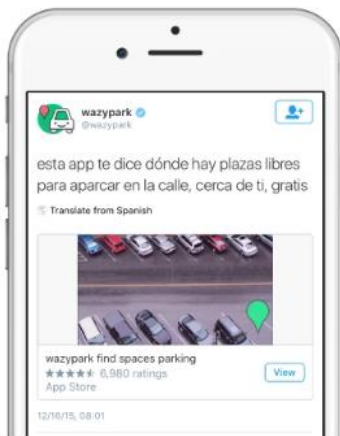 wazypark
@wazypark
esta app te dice dónde hay plazas libres
para aparcar en la calle, cerca de ti, gratis
Translate from Spanish
wazypark find spaces parking
6,980 ratings
View
App Store
12/16/15, 08:01